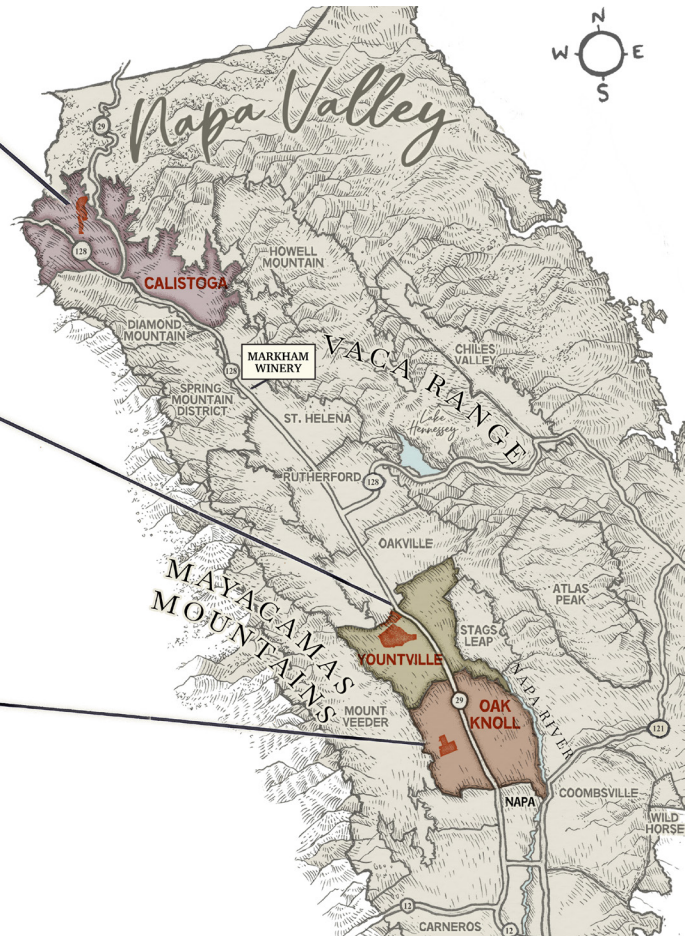 N
W E
S
Napa Valley
29
128
CALISTOGA
HOWELL
MOUNTAIN
DIAMOND
MOUNTAIN
MARKHAM
WINERY
128
VACA RANGE
CHILES
VALLEY
SPRING
MOUNTAIN
DISTRICT
ST. HELENA
Lake
Hennessey
RUTHERFORD
128
OAKVILLE
MAYACAMAS
MOUNTAINS
ATLAS
PEAK
STAGS
LEAP
YOUNTVILLE
NAPA RIVER
29
OAK
KNOLL
MOUNT
VEEDER
121
NAPA
COOMBSVILLE
WILD
HORSE
12
CARNEROS
12